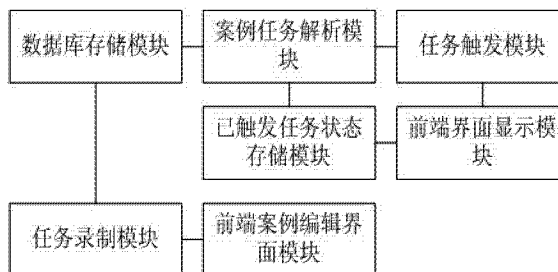 数据库存储模块
案例任务解析模
块
任务触发模块
已触发任务状态
存储模块
前端界面显示模
块
任务录制模块
前端案例编辑界
面模块